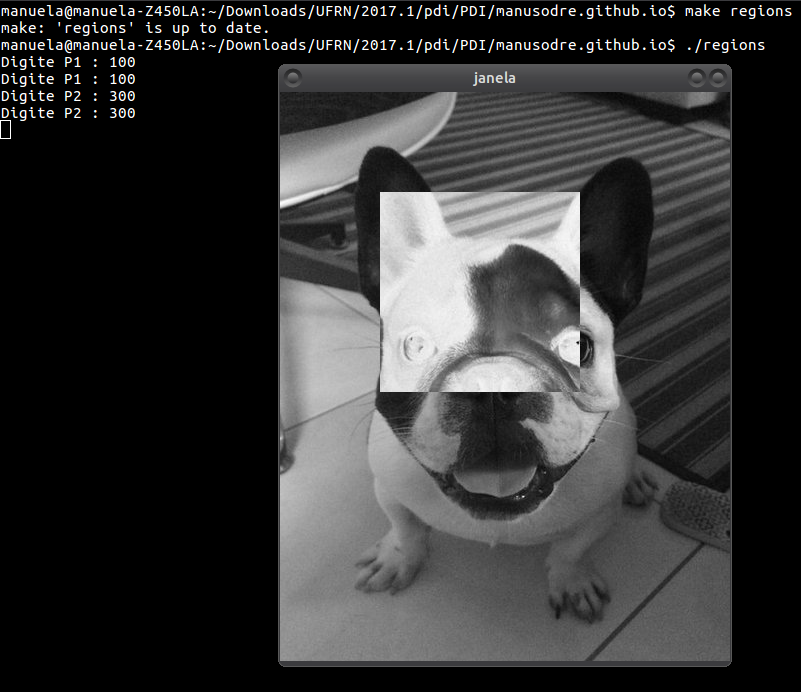 manuela@manuela-Z450LA:~/Downloads/UFRN/2017.1/pdi/PDI/manusodre.github.io$ make regions
make: 'regions' is up to date.
manuela@manuela-Z450LA:~/Downloads/UFRN/2017.1/pdi/PDI/manusodre.github.io$ ./regions
Digite P1 : 100
Digite P1 : 100
Digite P2 : 300
Digite P2 : 300
janela